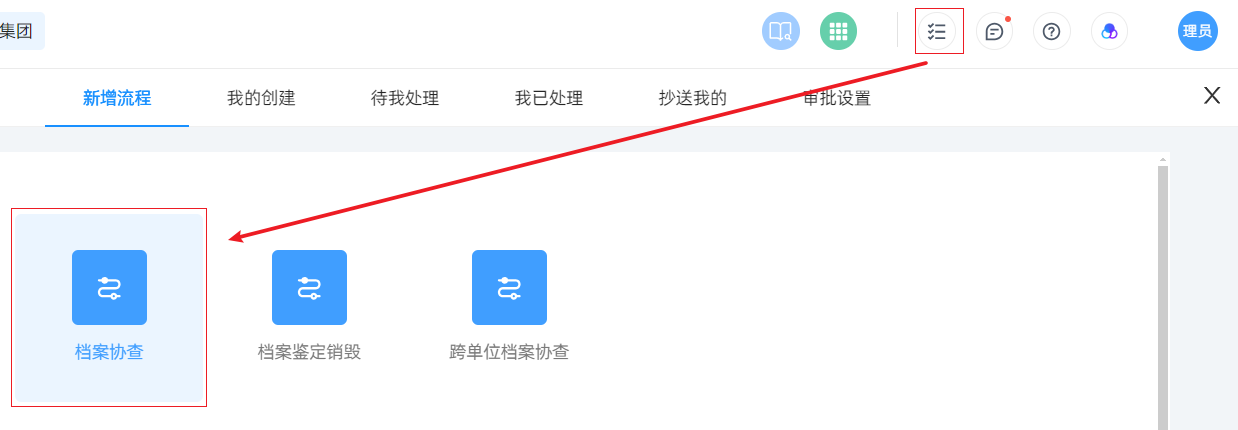 集团
理员
新增流程 我的创建 待我处理 我已处理 抄送我的 审批设置
档案协查 档案鉴定销毁 跨单位档案协查